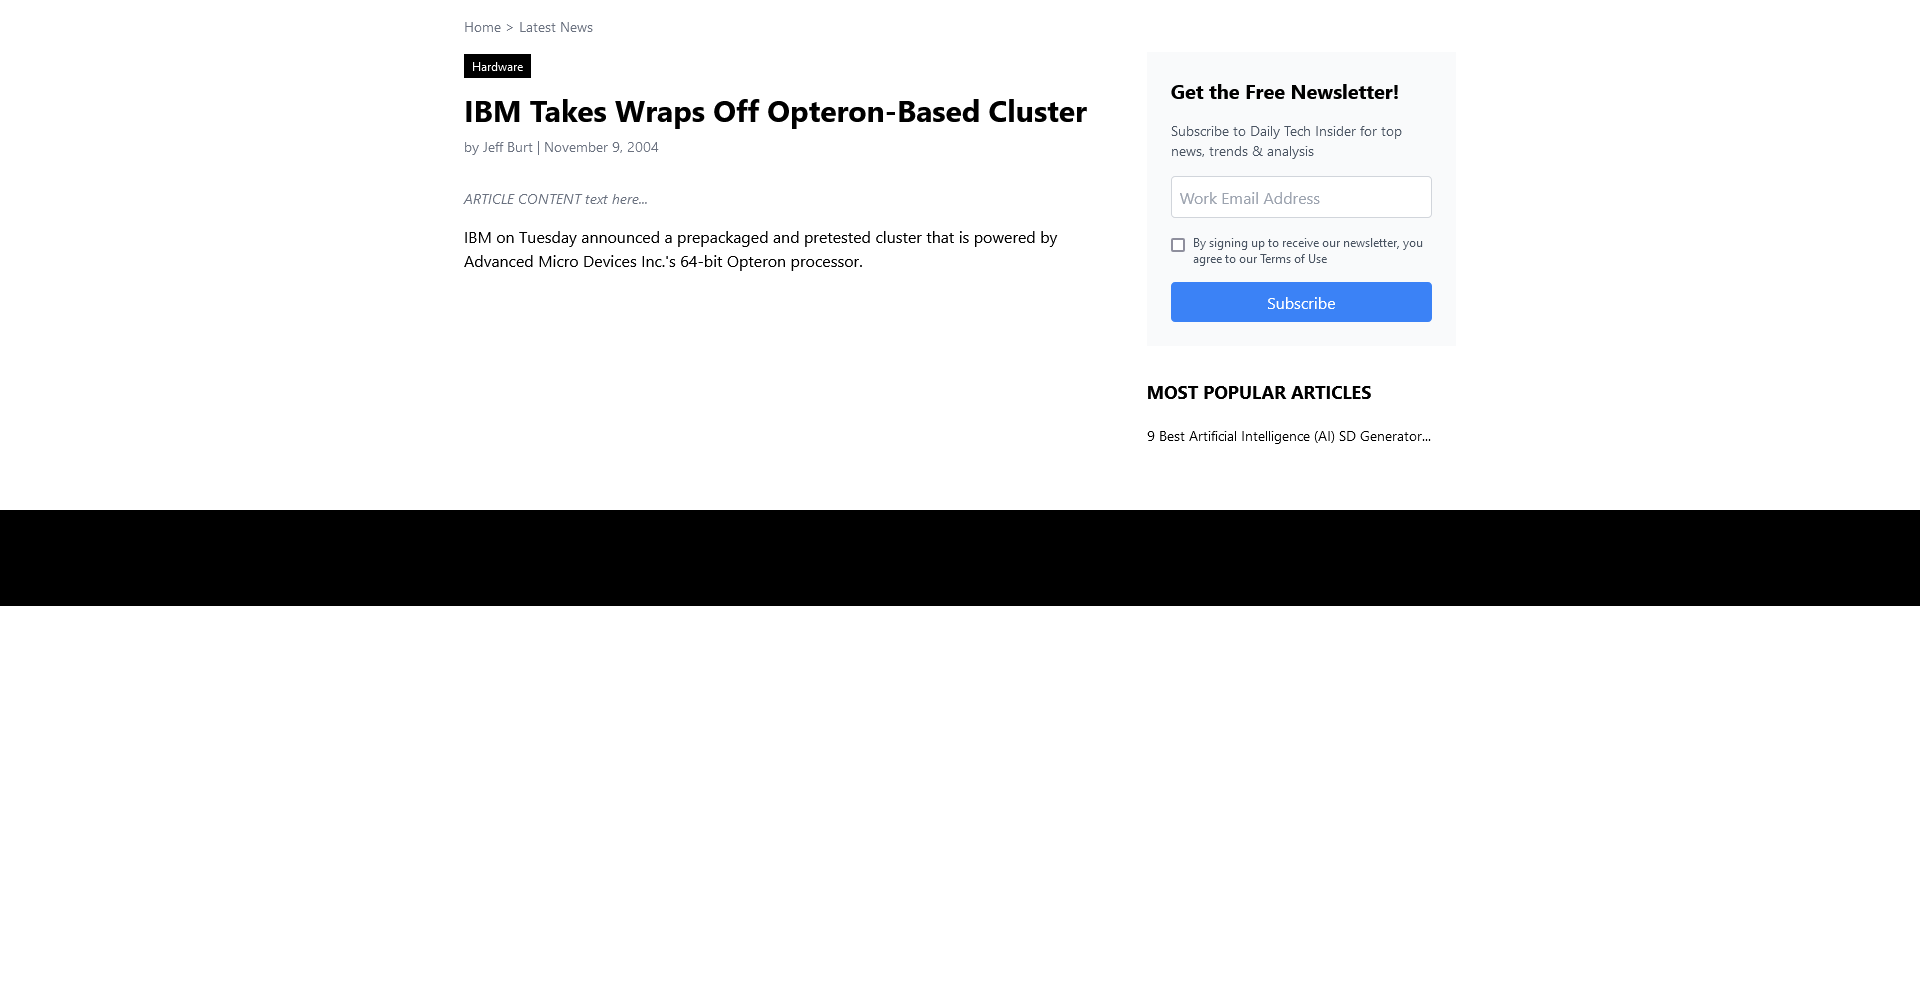 Home > Latest News
Hardware
IBM Takes Wraps Off Opteron-Based Cluster
by Jeff Burt | November 9, 2004
ARTICLE CONTENT text here...
IBM on Tuesday announced a prepackaged and pretested cluster that is powered by
Advanced Micro Devices Inc.'s 64-bit Opteron processor.
Get the Free Newsletter!
Subscribe to Daily Tech Insider for top
news, trends & analysis
Work Email Address
By signing up to receive our newsletter, you
agree to our Terms of Use
Subscribe
MOST POPULAR ARTICLES
9 Best Artificial Intelligence (AI) SD Generator...